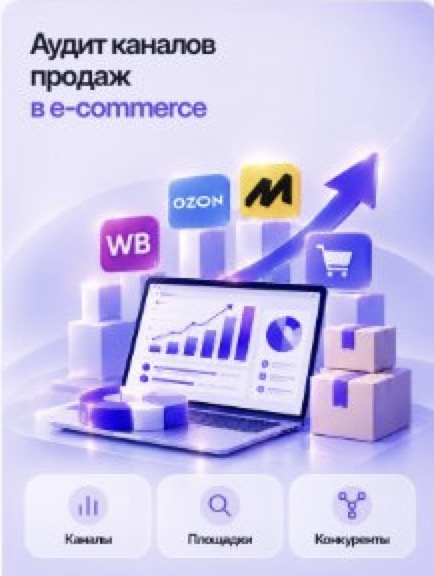 Аудит каналов
продаж
в e-commerce
OZON
WB
Каналы
Площадки
Конкуренты